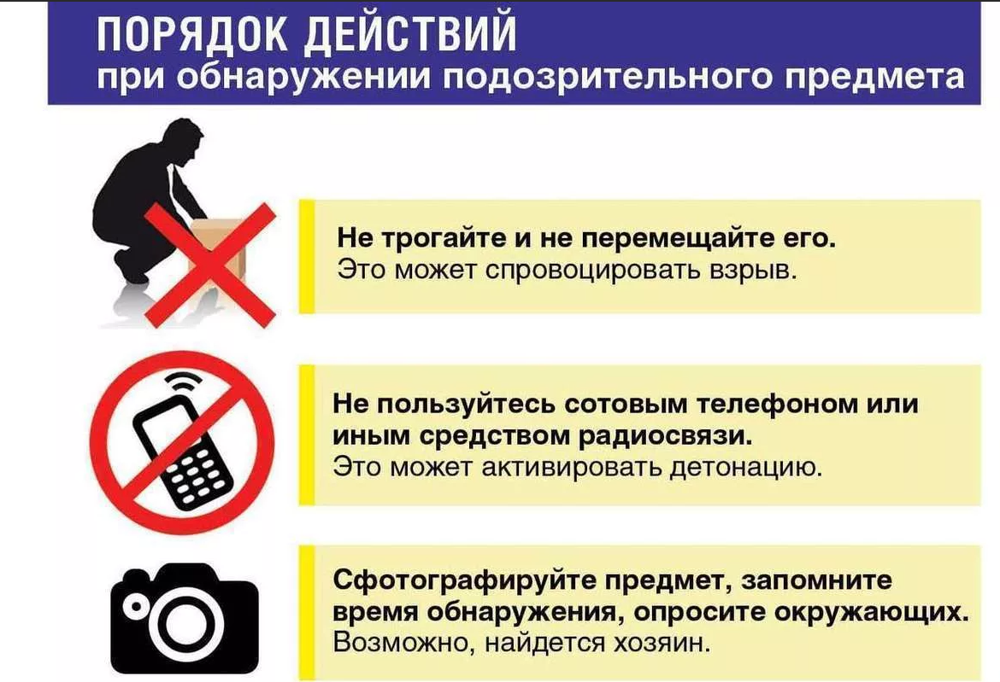 ПОРЯДОК ДЕЙСТВИЙ
при обнаружении подозрительного предмета
Не трогайте и не перемещайте его.
Это может спровоцировать взрыв.
Не пользуйтесь сотовым телефоном или
иным средством радиосвязи.
Это может активировать детонацию.
Сфотографируйте предмет, запомните
время обнаружения, опросите окружающих.
Возможно, найдется хозяин.